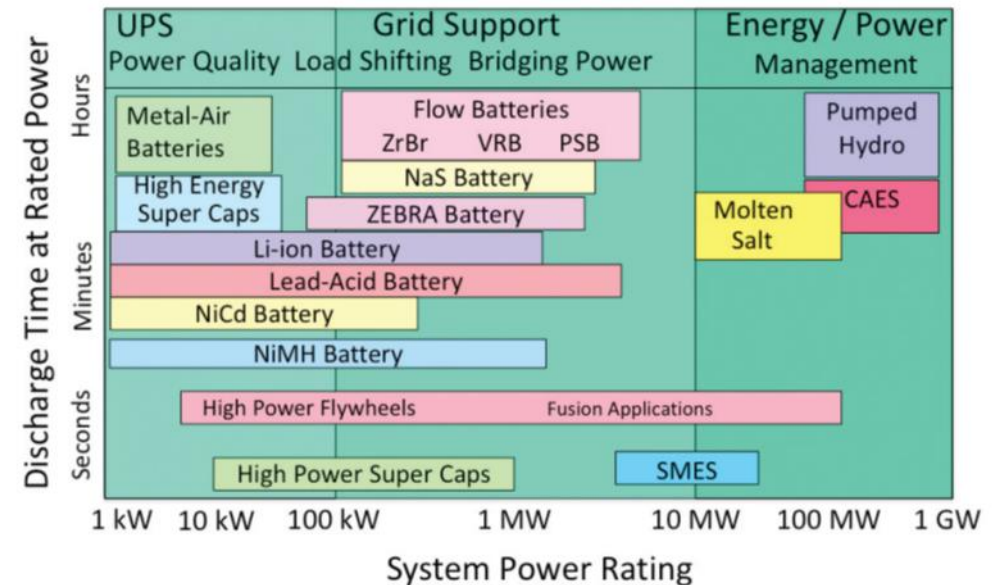 UPS Grid Support Energy / Power
Power Quality Load Shifting Bridging Power Management
Discharge Time at Rated Power
Hours
Minutes
Seconds
Metal-Air
Batteries
Flow Batteries
ZrBr VRB PSB
Pumped
Hydro
High Energy
Super Caps
NaS Battery
ZEBRA Battery
CAES
Molten
Salt
Li-ion Battery
Lead-Acid Battery
NiCd Battery
NiMH Battery
High Power Flywheels Fusion Applications
High Power Super Caps
SMES
1 kW 10 kW 100 kW 1 MW 10 MW 100 MW 1 GW
System Power Rating